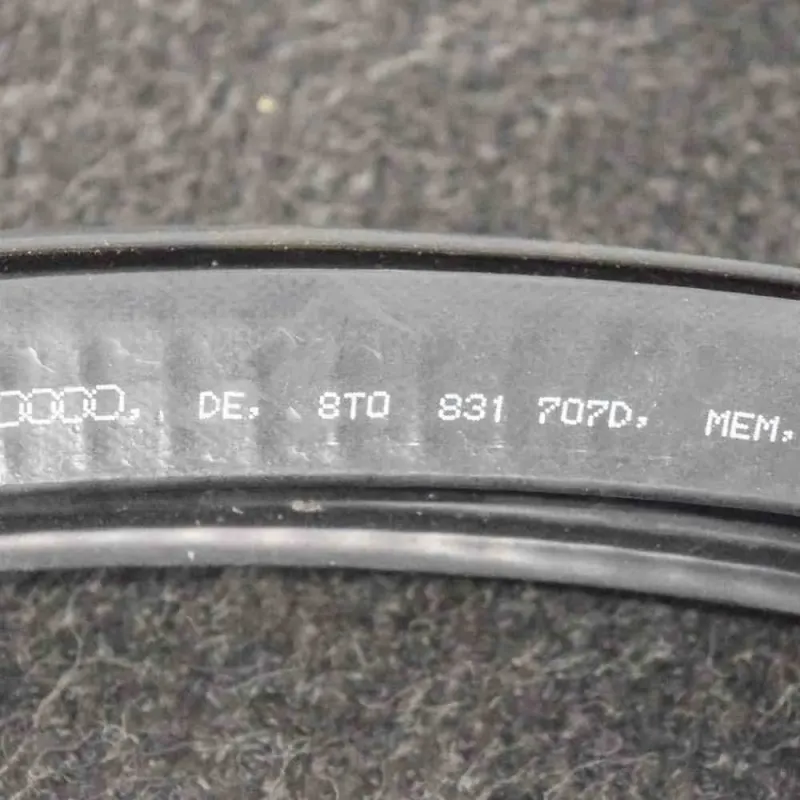 , DE, 8T0 831 707D, MEM,